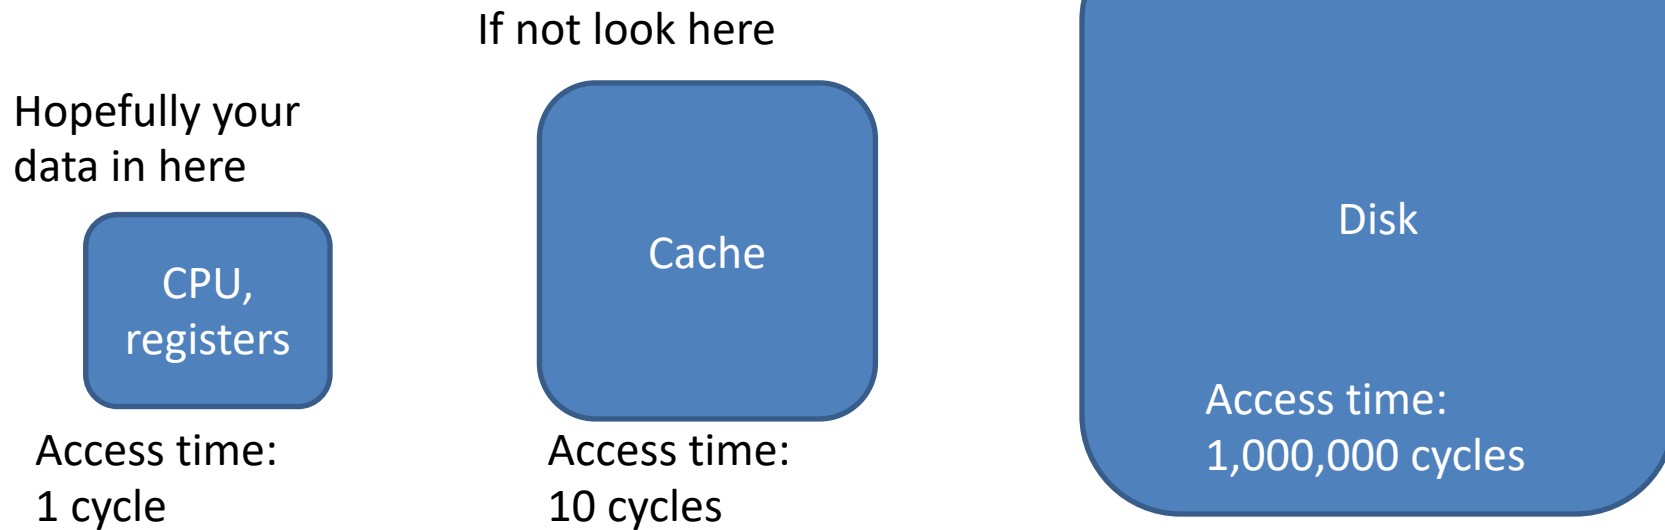 Hopefully your
data in here
CPU,
registers
Access time:
1 cycle
If not look here
Cache
Access time:
10 cycles
Disk
Access time:
1,000,000 cycles